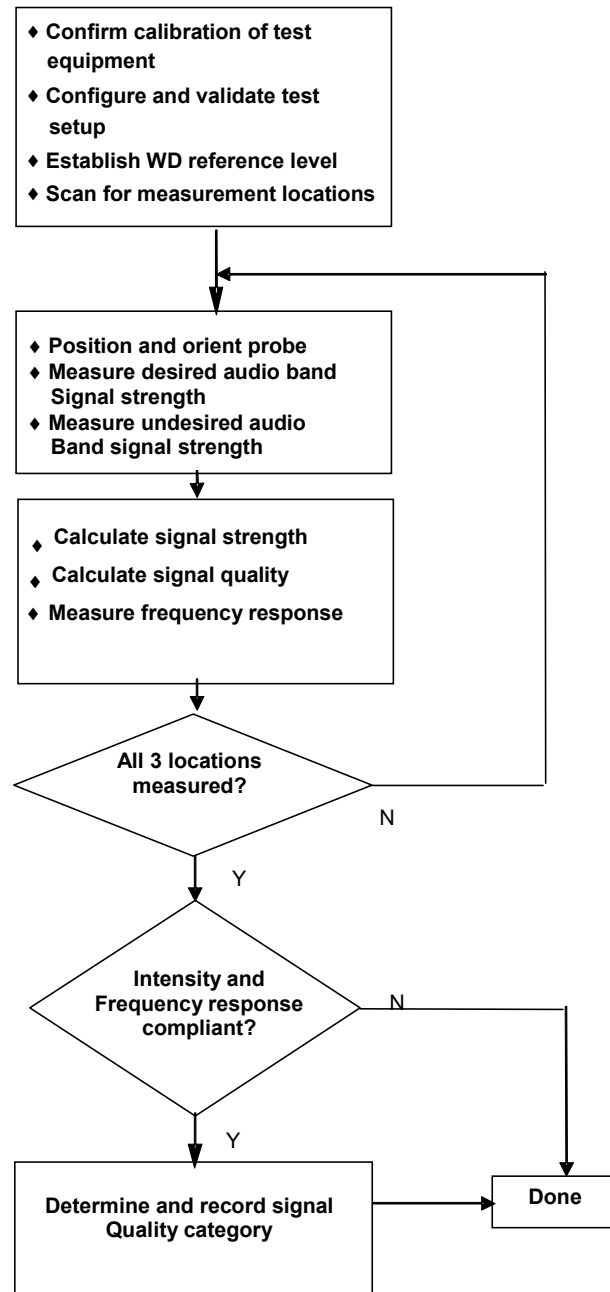 ♦ Confirm calibration of test
equipment
♦ Configure and validate test
setup
♦ Establish WD reference level
♦ Scan for measurement locations
♦ Position and orient probe
♦ Measure desired audio band
Signal strength
♦ Measure undesired audio
Band signal strength
♦ Calculate signal strength
♦ Calculate signal quality
♦ Measure frequency response
All 3 locations
measured?
N
Y
Intensity and
Frequency response
compliant?
N
Y
Determine and record signal
Quality category
Done